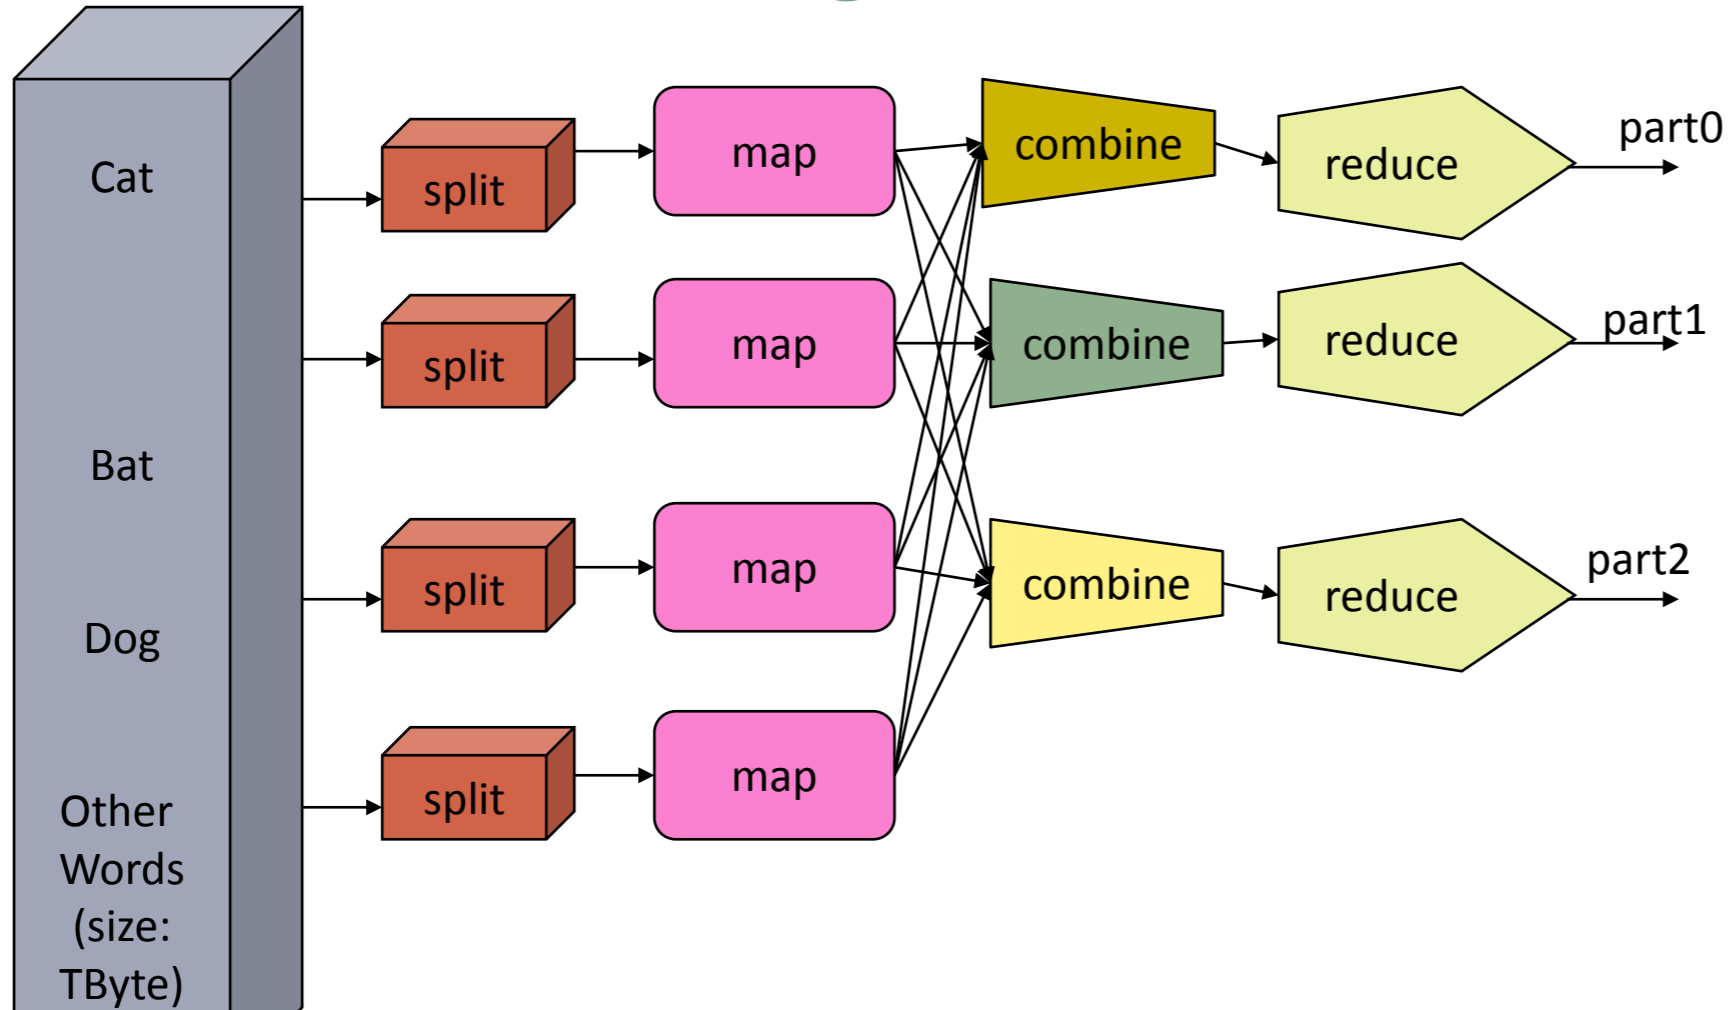 Cat
Bat
Dog
Other
Words
(size:
TByte)
split
map
combine
reduce
part0
split
map
combine
reduce
part1
split
map
combine
reduce
part2
split
map